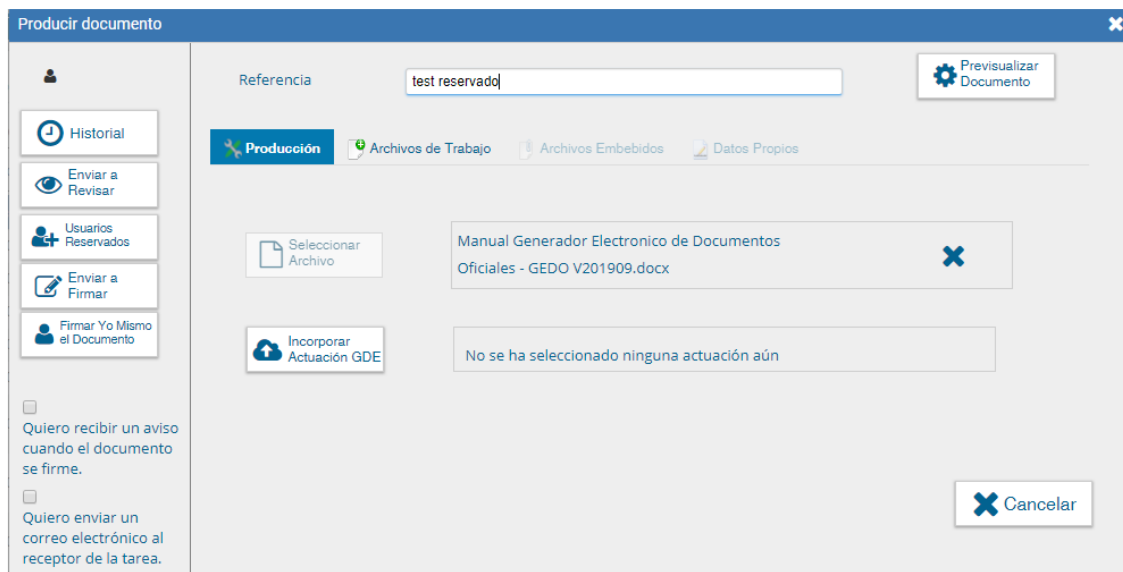 Producir documento
Referencia
test reservado
Previsualizar
Documento
Historial
Enviar a
Revisar
Usuarios
Reservados
Enviar a
Firmar
Firmar Yo Mismo
el Documento
Quiero recibir un aviso
cuando el documento
se firme.
Quiero enviar un
correo electrónico al
receptor de la tarea.
Producción
Archivos de Trabajo
Archivos Embebidos
Datos Propios
Seleccionar
Archivo
Manual Generador Electronico de Documentos
Oficiales - GEDO V201909.docx
Incorporar
Actuación GDE
No se ha seleccionado ninguna actuación aún
Cancelar